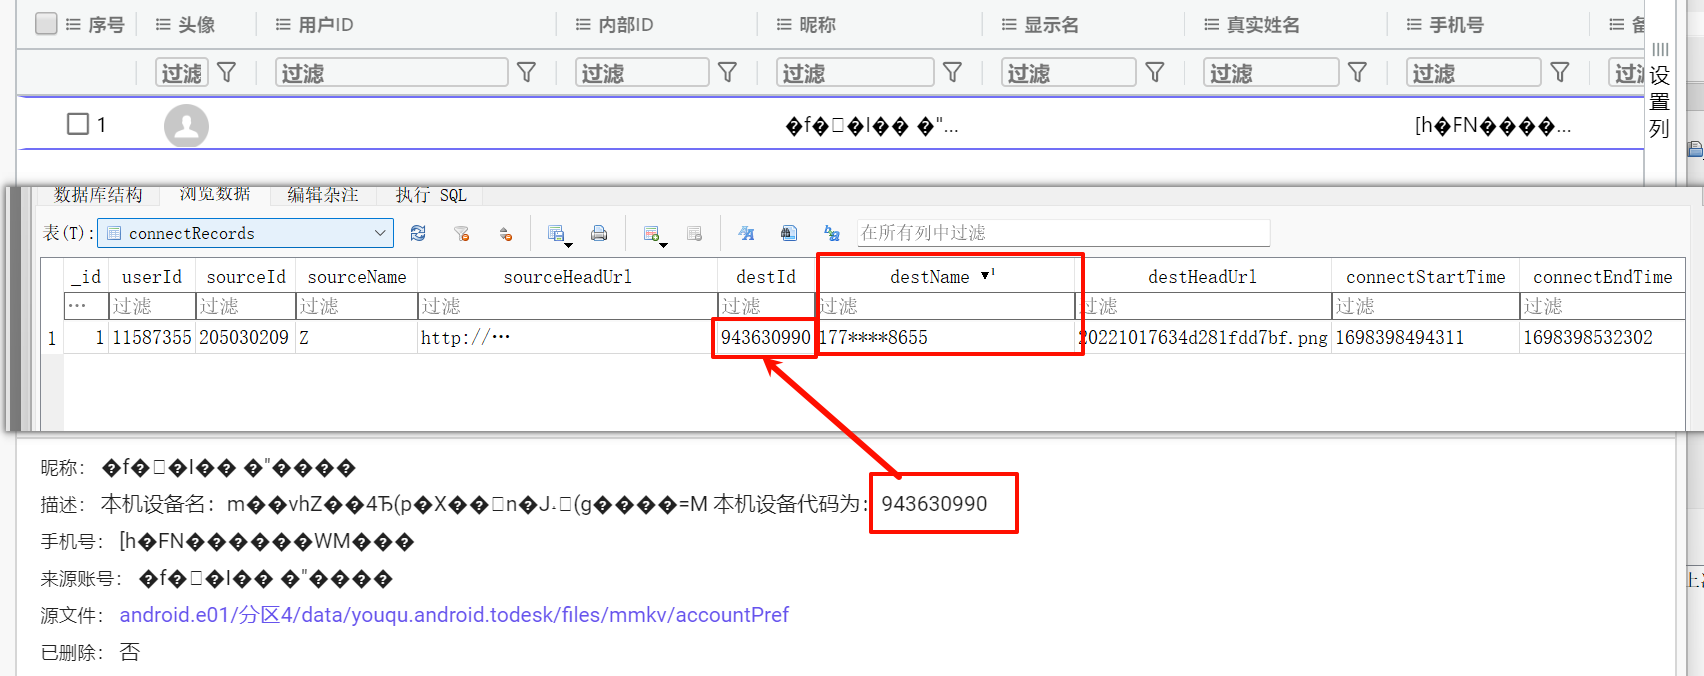 序号 头像 用户ID 内部ID 昵称 显示名 真实姓名 手机号 备
过滤 过滤 过滤 过滤 过滤 过滤 过滤 过滤
设置列
1 �f�▯�I�� �"... [h�FN����...
数据库结构 浏览数据 编辑杂注 执行 SQL
表(T): connectRecords 在所有列中过滤
_id userId sourceId sourceName sourceHeadUrl destId destName ▼1 destHeadUrl connectStartTime connectEndTime
... 过滤 过滤 过滤 过滤 过滤 过滤 过滤 过滤 过滤
1 1 11587355 205030209 Z http://... 943630990 177****8655 20221017634d281fdd7bf.png 1698398494311 1698398532302
昵称： �f�▯�I�� �"����
描述： 本机设备名：m��vhZ��4Ђ(p�X��▯n�J˔▯(g����=M 本机设备代码为：943630990
手机号： [h�FN������WM���
来源账号： �f�▯�I�� �"����
源文件： android.e01/分区4/data/youqu.android.todesk/files/mmkv/accountPref
已删除： 否